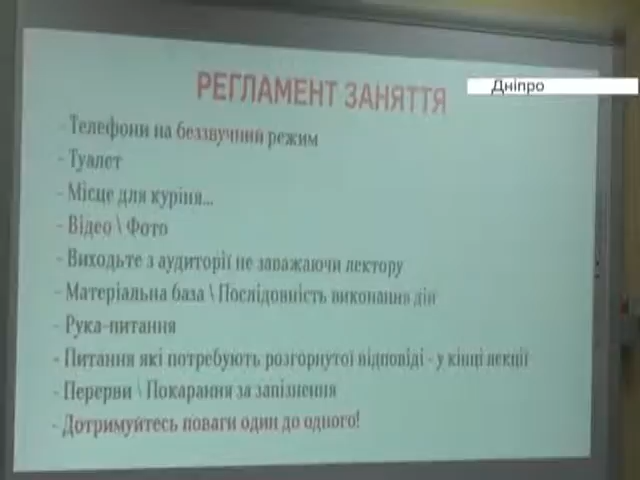 РЕГЛАМЕНТ ЗАНЯТТЯ
Дніпро
- Телефони на беззвучний режим
- Туалет
- Місце для куріня...
- Відео \ Фото
- Виходьте з аудиторії не заважаючи лектору
- Матеріальна база \ Послідовність виконання дій
- Рука-питання
- Питання які потребують розгорнутої відповіді - у кінці лекції
- Перерви \ Покарання за запізнення
- Дотримуйтесь поваги один до одного!